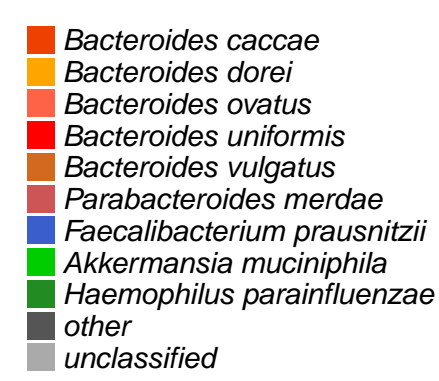 Bacteroides caccae
Bacteroides dorei
Bacteroides ovatus
Bacteroides uniformis
Bacteroides vulgatus
Parabacteroides merdae
Faecalibacterium prausnitzii
Akkermansia muciniphila
Haemophilus parainfluenzae
other
unclassified